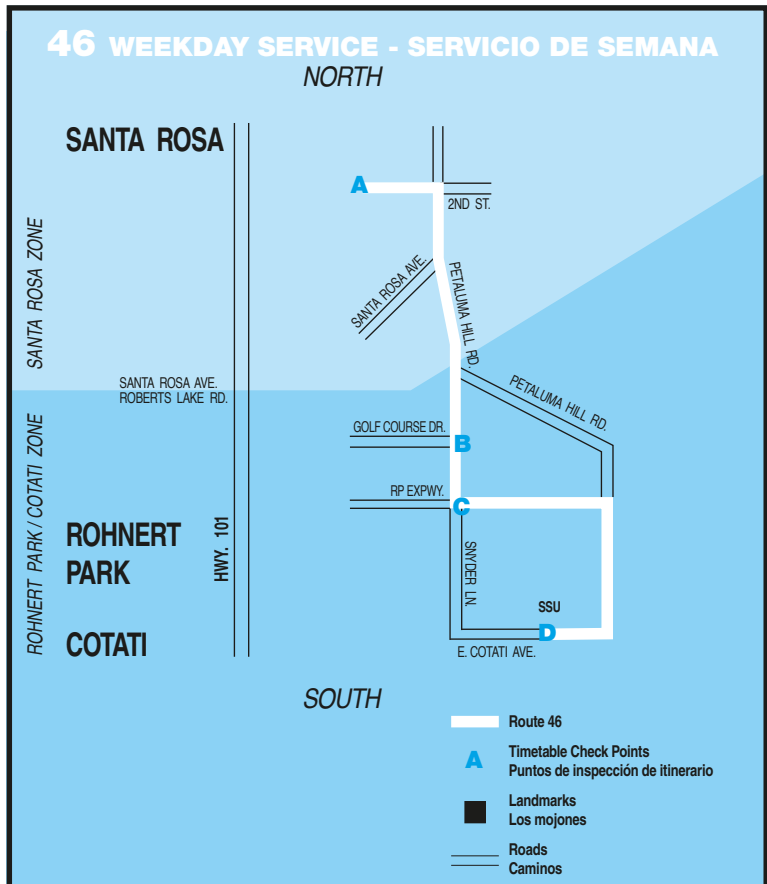 46 WEEKDAY SERVICE - SERVICIO DE SEMANA
NORTH
SANTA ROSA
A
2ND ST.
SANTA ROSA ZONE
SANTA ROSA AVE.
PETALUMA HILL RD.
SANTA ROSA AVE.
ROBERTS LAKE RD.
PETALUMA HILL RD.
GOLF COURSE DR.
B
ROHNERT PARK / COTATI ZONE
RP EXPWY.
C
ROHNERT
PARK
HWY. 101
SNYDER LN.
SSU
D
COTATI
E. COTATI AVE.
SOUTH
Route 46
A
Timetable Check Points
Puntos de inspección de itinerario
Landmarks
Los mojones
Roads
Caminos